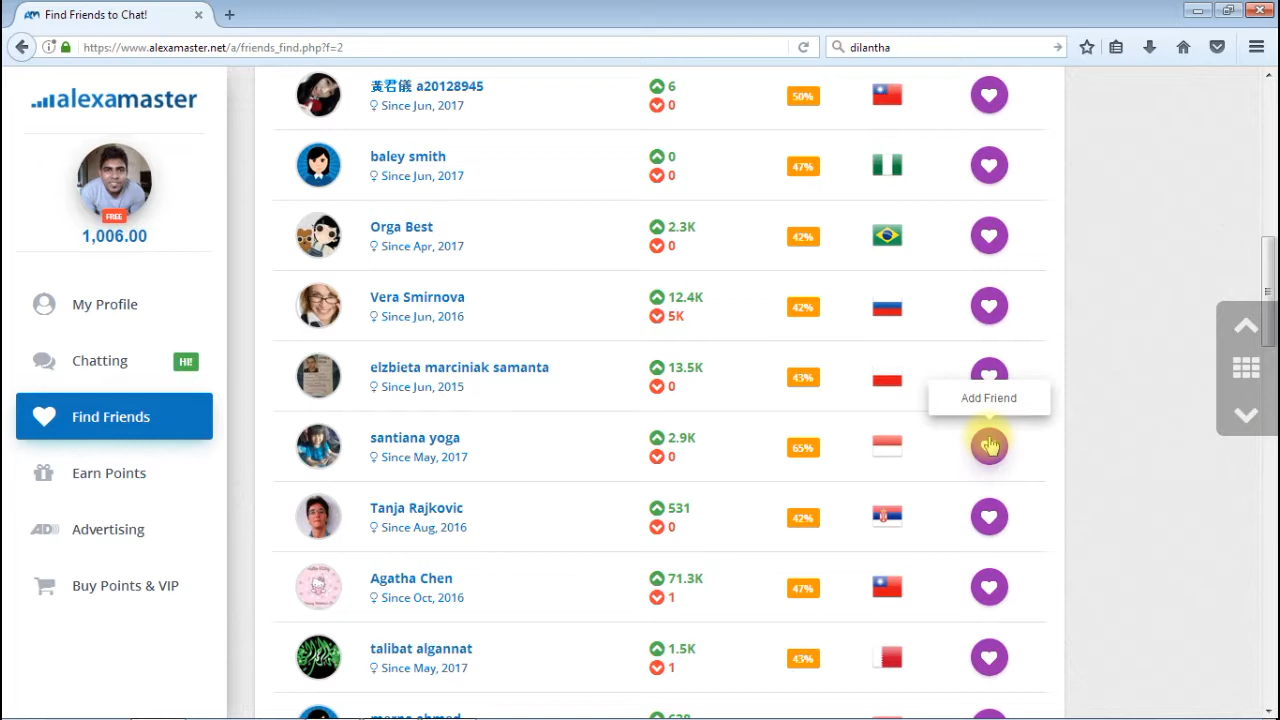 Find Friends to Chat!
https://www.alexamaster.net/a/friends_find.php?f=2
dilantha
alexamaster
FREE
1,006.00
My Profile
Chatting
HI!
Find Friends
Earn Points
AD Advertising
Buy Points & VIP
黃君儀 a20128945
Since Jun, 2017
6
0
50%
baley smith
Since Jun, 2017
0
0
47%
Orga Best
Since Apr, 2017
2.3K
0
42%
Vera Smirnova
Since Jun, 2016
12.4K
5K
42%
elzbieta marciniak samanta
Since Jun, 2015
13.5K
0
43%
Add Friend
santiana yoga
Since May, 2017
2.9K
0
65%
Tanja Rajkovic
Since Aug, 2016
531
0
42%
Agatha Chen
Since Oct, 2016
71.3K
1
47%
talibat algannat
Since May, 2017
1.5K
1
43%